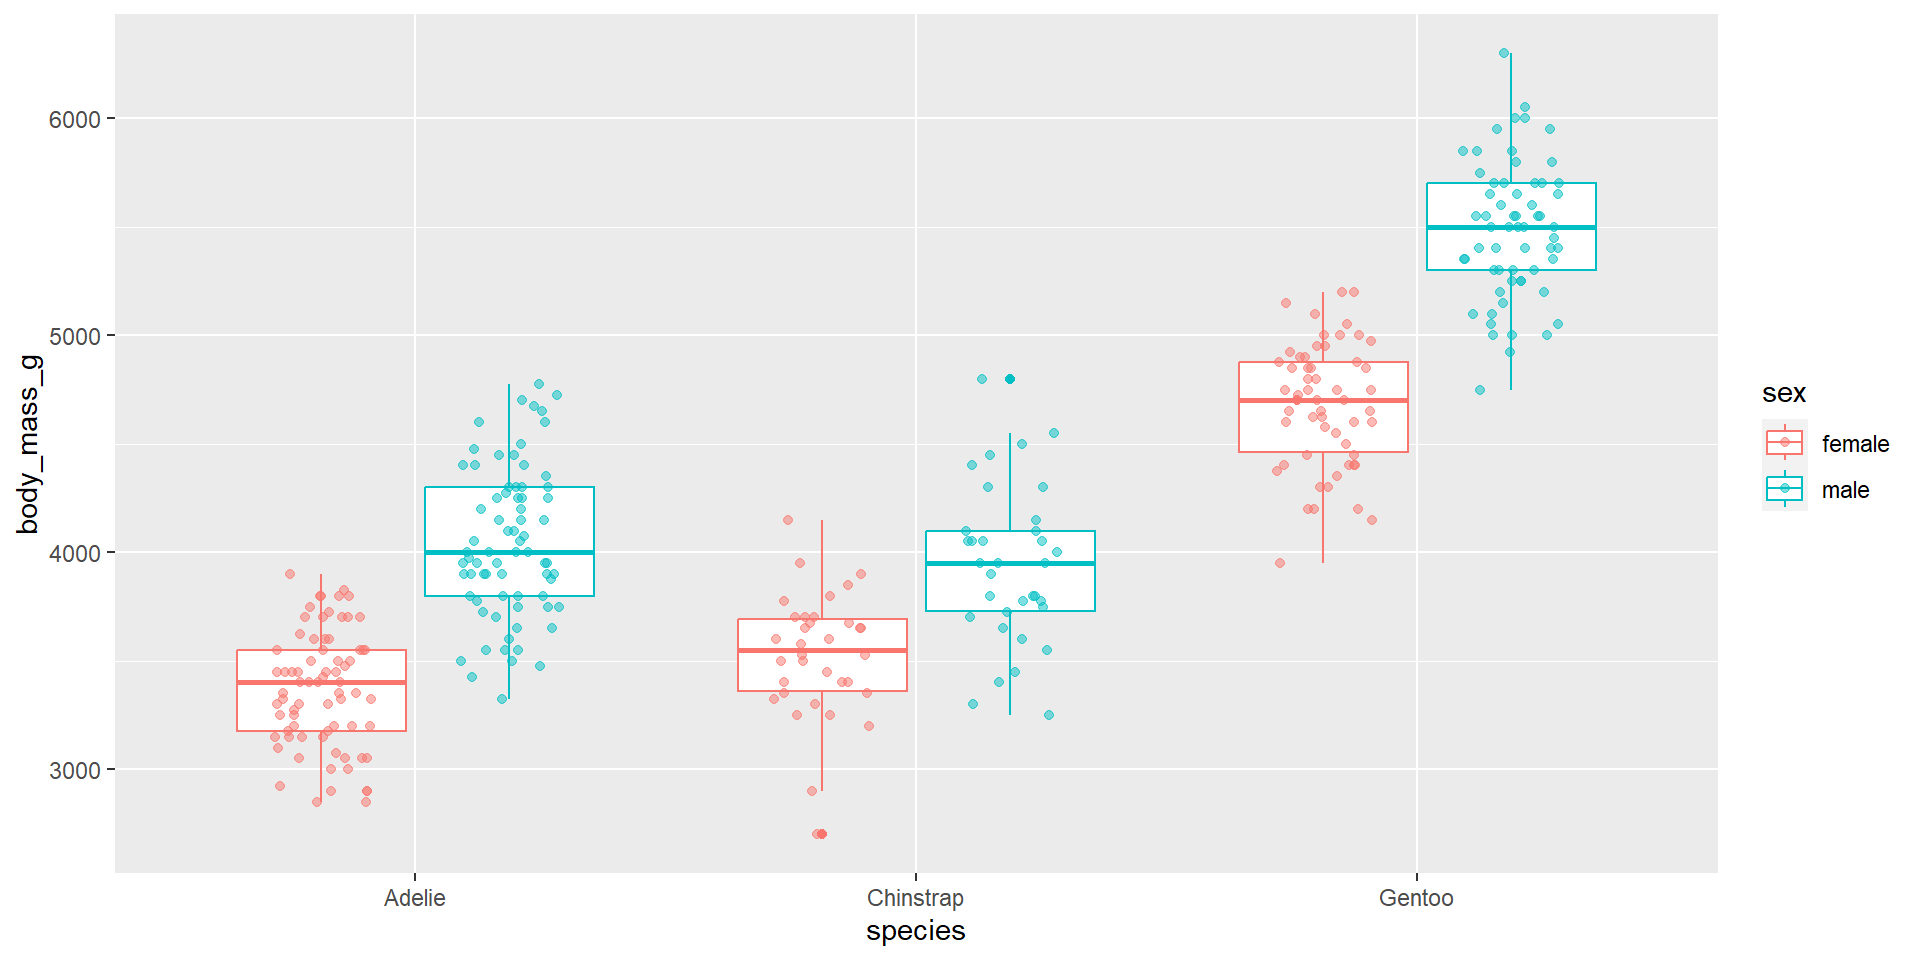 body_mass_g
6000
5000
4000
3000
Adelie
Chinstrap
Gentoo
species
sex
female
male